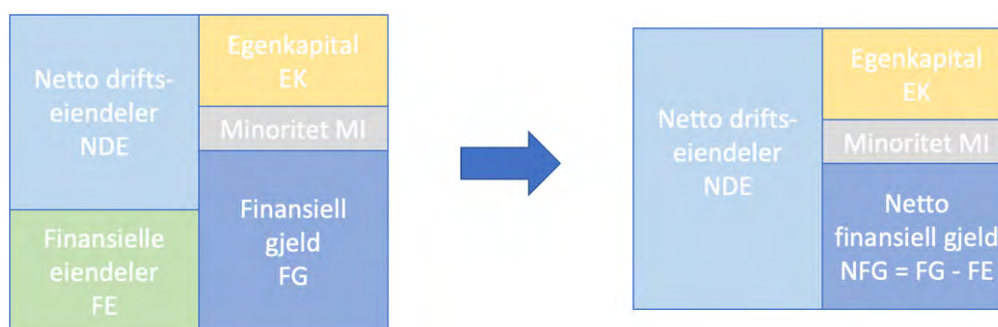 Netto drifts-
eiendeler
NDE
Finansielle
eiendeler
FE
Egenkapital
EK
Minoritet MI
Finansiell
gjeld
FG
Netto drifts-
eiendeler
NDE
Egenkapital
EK
Minoritet MI
Netto
finansiell gjeld
NFG = FG - FE